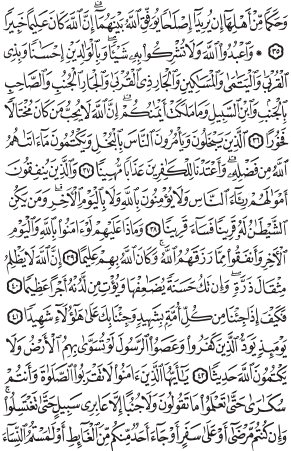 وَحَكَمًا مِّنْ أَهْلِهَا إِن يُرِيدَا إِصْلَٰحًا يُوَفِّقِ ٱللَّهُ بَيْنَهُمَا إِنَّ ٱللَّهَ كَانَ عَلِيمًا خَبِيرًا
٣٥ ۞ وَٱعْبُدُوا۟ ٱللَّهَ وَلَا تُشْرِكُوا۟ بِهِۦ شَيْـًٔا وَبِٱلْوَٰلِدَيْنِ إِحْسَٰنًا وَبِذِى
ٱلْقُرْبَىٰ وَٱلْيَتَٰمَىٰ وَٱلْمَسَٰكِينِ وَٱلْجَارِ ذِى ٱلْقُرْبَىٰ وَٱلْجَارِ ٱلْجُنُبِ وَٱلصَّاحِبِ
بِٱلْجَنۢبِ وَٱبْنِ ٱلسَّبِيلِ وَمَا مَلَكَتْ أَيْمَٰنُكُمْ إِنَّ ٱللَّهَ لَا يُحِبُّ مَن كَانَ مُخْتَالًا
فَخُورًا ٣٦ ٱلَّذِينَ يَبْخَلُونَ وَيَأْمُرُونَ ٱلنَّاسَ بِٱلْبُخْلِ وَيَكْتُمُونَ مَآ ءَاتَىٰهُمُ
ٱللَّهُ مِن فَضْلِهِۦ وَأَعْتَدْنَا لِلْكَٰفِرِينَ عَذَابًا مُّهِينًا ٣٧ وَٱلَّذِينَ يُنفِقُونَ
أَمْوَٰلَهُمْ رِئَآءَ ٱلنَّاسِ وَلَا يُؤْمِنُونَ بِٱللَّهِ وَلَا بِٱلْيَوْمِ ٱلْءَاخِرِ وَمَن يَكُنِ
ٱلشَّيْطَٰنُ لَهُۥ قَرِينًا فَسَآءَ قَرِينًا ٣٨ وَمَاذَا عَلَيْهِمْ لَوْ ءَامَنُوا۟ بِٱللَّهِ وَٱلْيَوْمِ
ٱلْءَاخِرِ وَأَنفَقُوا۟ مِمَّا رَزَقَهُمُ ٱللَّهُ وَكَانَ ٱللَّهُ بِهِمْ عَلِيمًا ٣٩ إِنَّ ٱللَّهَ لَا يَظْلِمُ
مِثْقَالَ ذَرَّةٍ وَإِن تَكُ حَسَنَةً يُضَٰعِفْهَا وَيُؤْتِ مِن لَّدُنْهُ أَجْرًا عَظِيمًا ٤٠
فَكَيْفَ إِذَا جِئْنَا مِن كُلِّ أُمَّةٍۭ بِشَهِيدٍ وَجِئْنَا بِكَ عَلَىٰ هَٰٓؤُلَآءِ شَهِيدًا ٤١
يَوْمَئِذٍ يَوَدُّ ٱلَّذِينَ كَفَرُوا۟ وَعَصَوُا۟ ٱلرَّسُولَ لَوْ تُسَوَّىٰ بِهِمُ ٱلْأَرْضُ وَلَا
يَكْتُمُونَ ٱللَّهَ حَدِيثًا ٤٢ يَٰٓأَيُّهَا ٱلَّذِينَ ءَامَنُوا۟ لَا تَقْرَبُوا۟ ٱلصَّلَوٰةَ وَأَنتُمْ
سُكَٰرَىٰ حَتَّىٰ تَعْلَمُوا۟ مَا تَقُولُونَ وَلَا جُنُبًا إِلَّا عَابِرِى سَبِيلٍ حَتَّىٰ تَغْتَسِلُوا۟
وَإِن كُنتُم مَّرْضَىٰٓ أَوْ عَلَىٰ سَفَرٍ أَوْ جَآءَ أَحَدٌ مِّنكُم مِّنَ ٱلْغَآئِطِ أَوْ لَٰمَسْتُمُ ٱلنِّسَآءَ